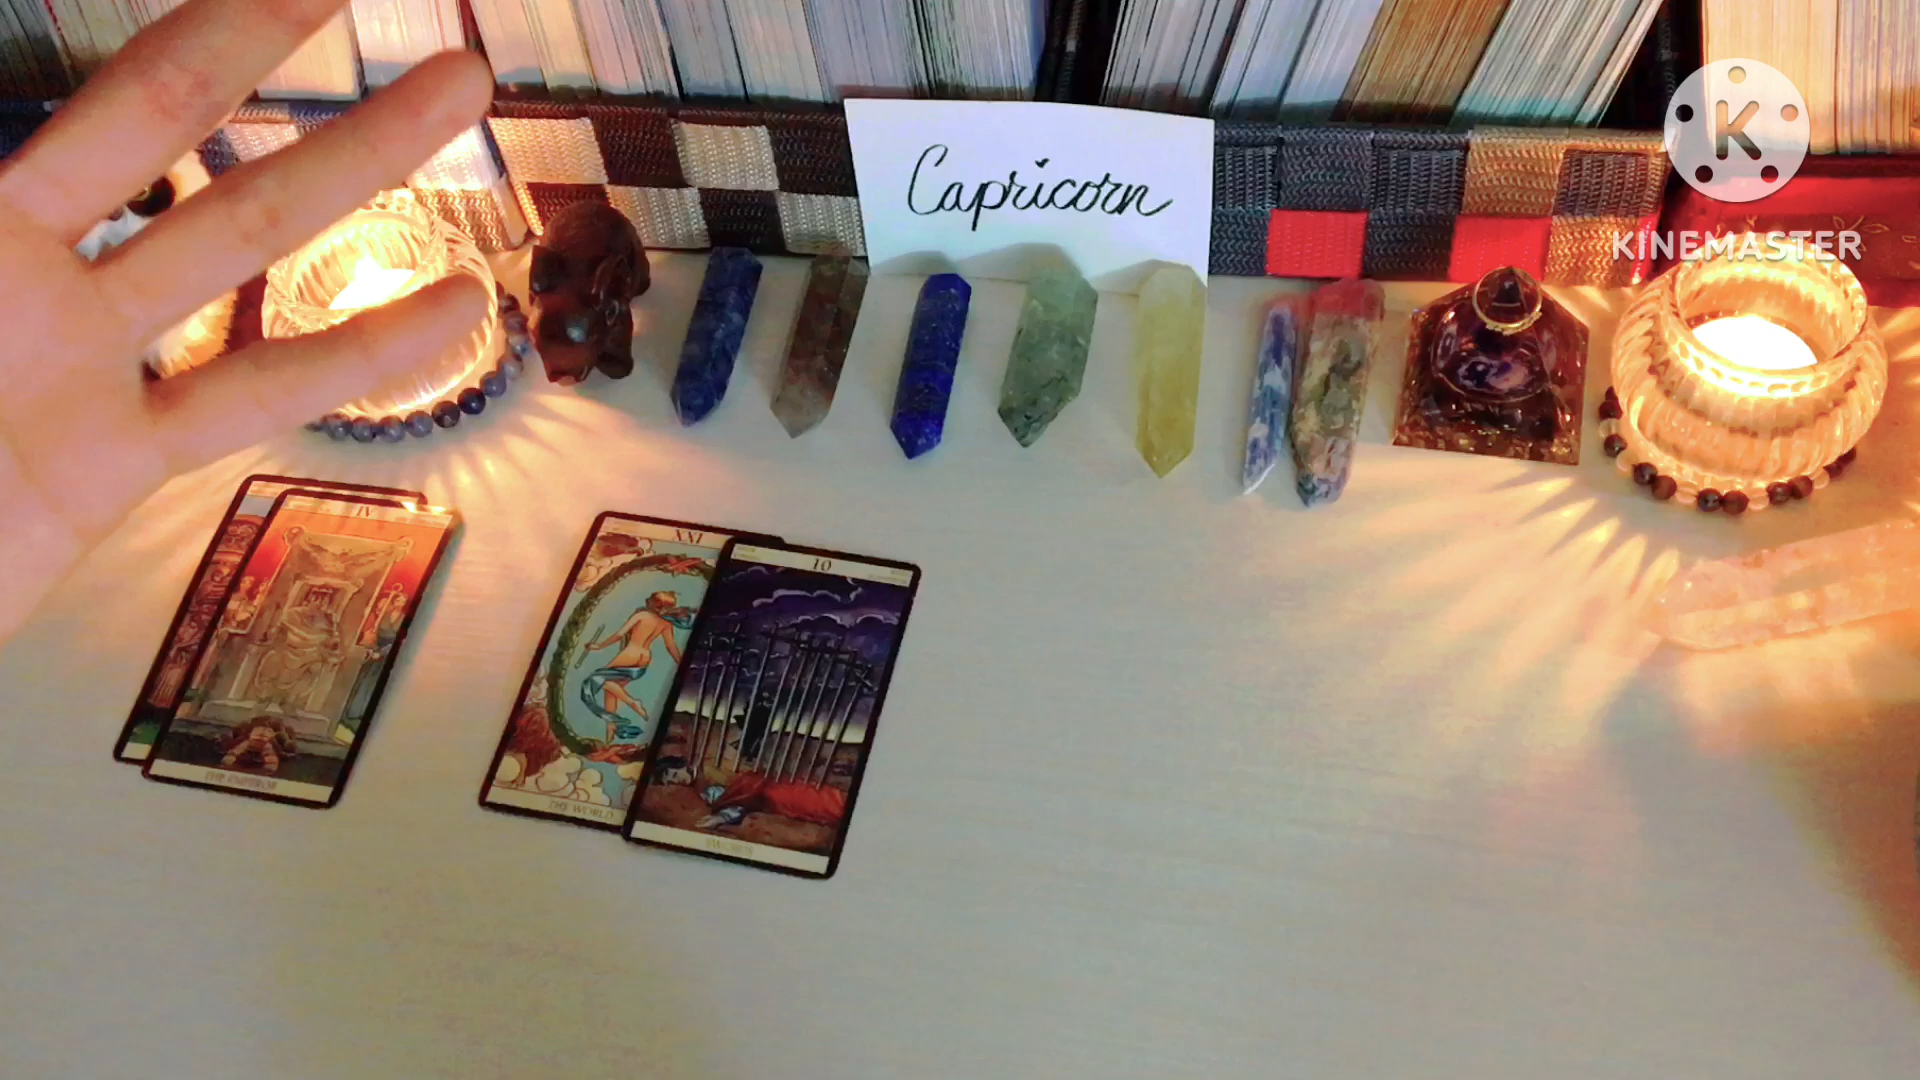 Capricorn
K
KINEMASTER
IV
XXI
10
THE EMPEROR
THE WORLD
SWORDS